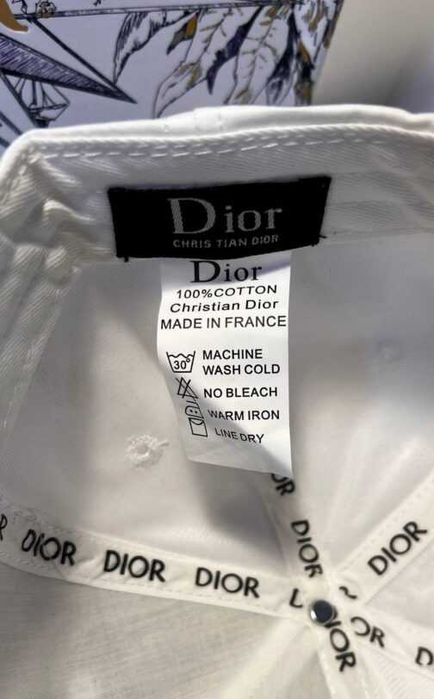 Dior
CHRIS TIAN DIOR
Dior
100%COTTON
Christian Dior
MADE IN FRANCE
30°
MACHINE
WASH COLD
NO BLEACH
WARM IRON
LINE DRY
DIOR DIOR DIOR
DIOR
DIOR
DIOR